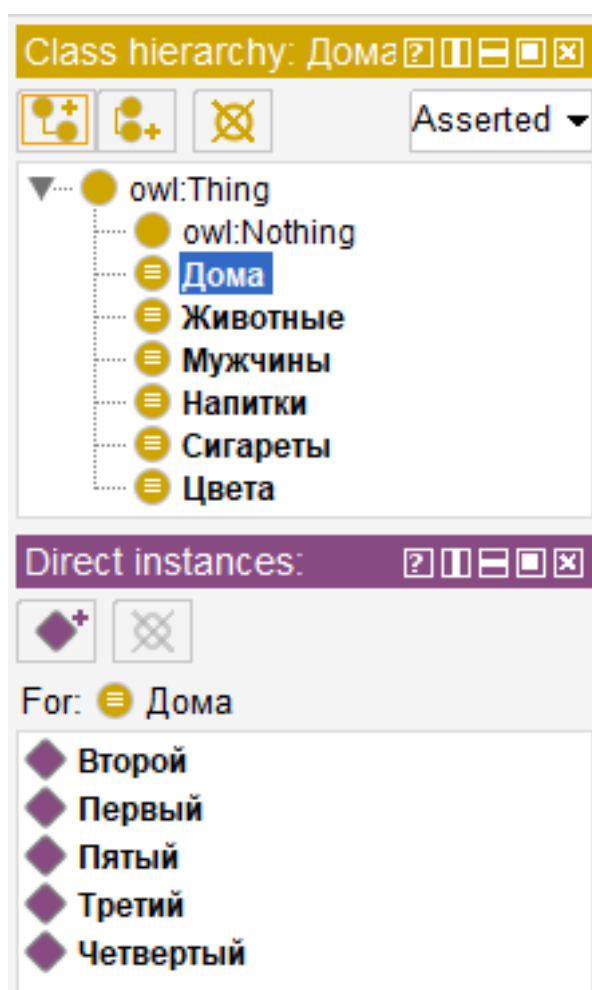 Class hierarchy: Дома
Asserted
owl:Thing
owl:Nothing
Дома
Животные
Мужчины
Напитки
Сигареты
Цвета
Direct instances:
For: Дома
Второй
Первый
Пятый
Третий
Четвертый